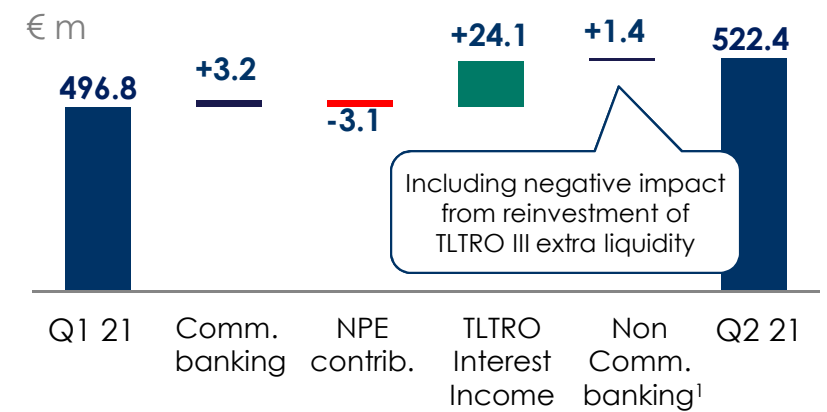 € m
496.8
+3.2
-3.1
+24.1
+1.4
522.4
Including negative impact
from reinvestment of
TLTRO III extra liquidity
Q1 21
Comm.
banking
NPE
contrib.
TLTRO
Interest
Income
Non
Comm.
banking¹
Q2 21